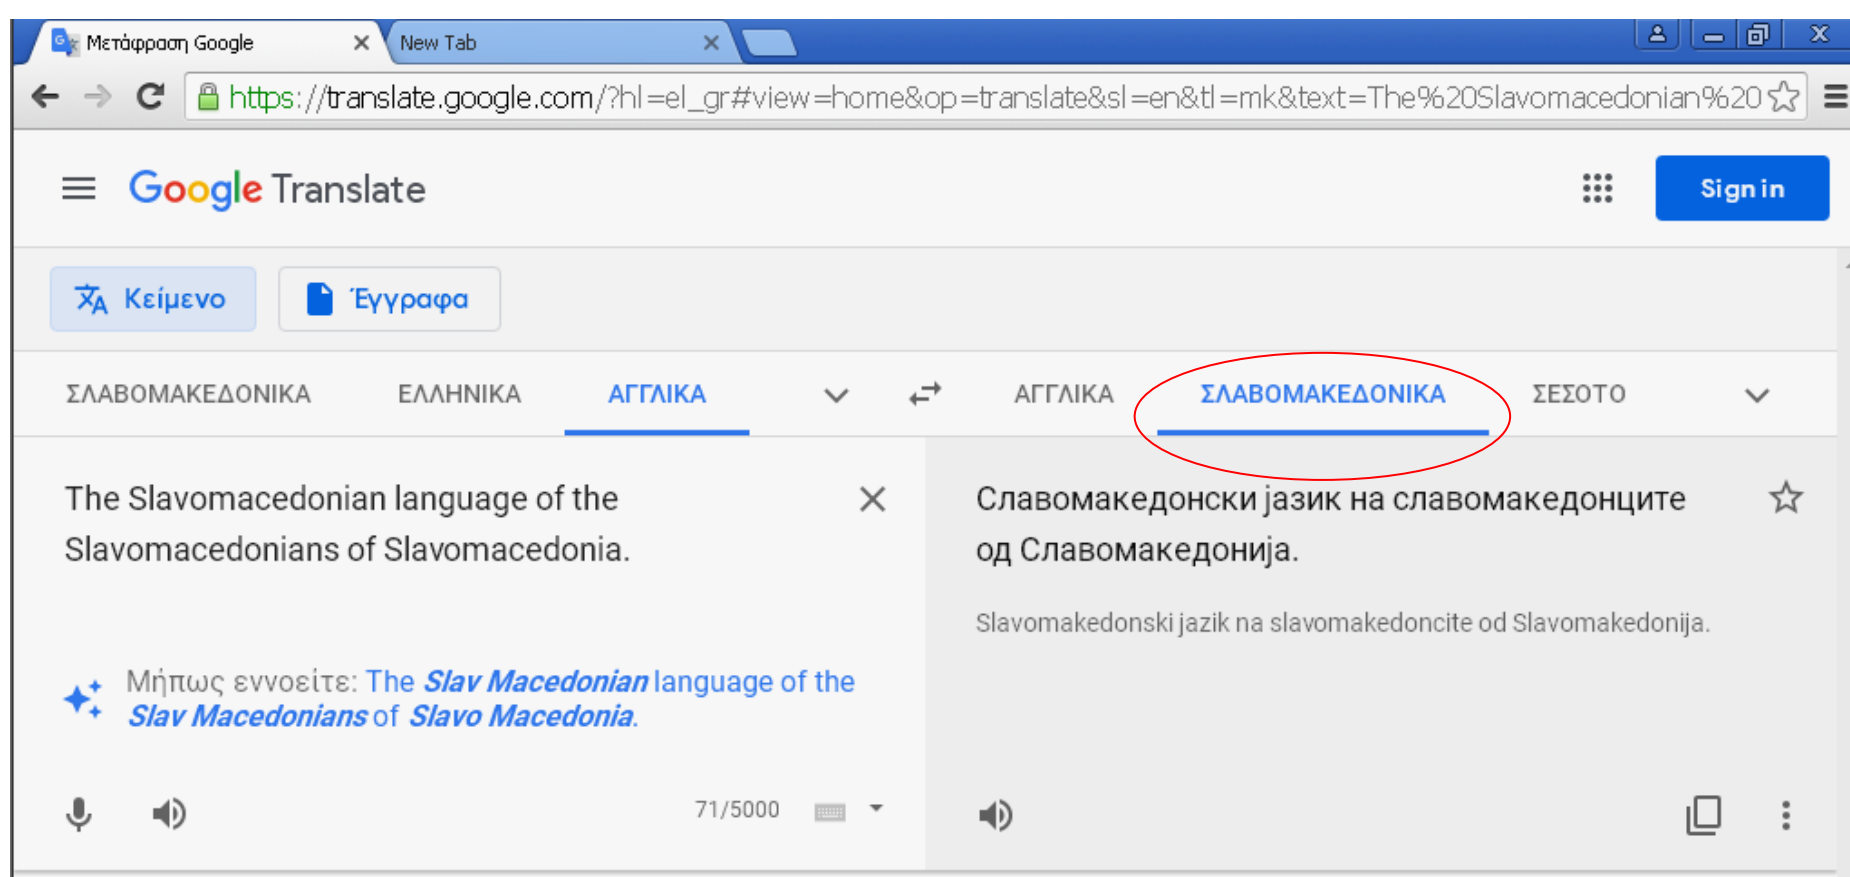 Μετάφραση Google
New Tab
https://translate.google.com/?hl=el_gr#view=home&op=translate&sl=en&tl=mk&text=The%20Slavomacedonian%20
Google Translate
Sign in
Κείμενο
Έγγραφα
ΣΛΑΒΟΜΑΚΕΔΟΝΙΚΑ ΕΛΛΗΝΙΚΑ ΑΓΓΛΙΚΑ
ΑΓΓΛΙΚΑ ΣΛΑΒΟΜΑΚΕΔΟΝΙΚΑ ΣΕΣΟΤΟ
The Slavomacedonian language of the
Slavomacedonians of Slavomacedonia.
Μήπως εννοείτε: The Slav Macedonian language of the
Slav Macedonians of Slavo Macedonia.
71/5000
Славомакедонски јазик на славомакедонците
од Славомакедонија.
Slavomakedonski jazik na slavomakedoncite od Slavomakedonija.